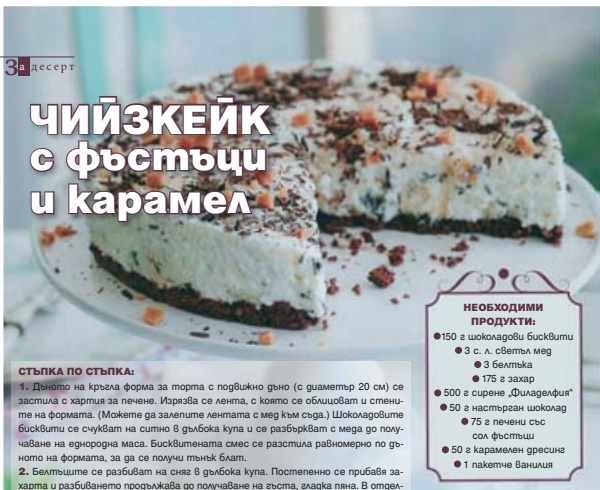 За десерт
ЧИЙЗКЕЙК
с фъстъци
и карамел
СТЪПКА ПО СТЪПКА:
1. Дъното на кръгла форма за торта с подвижно дъно (с диаметър 20 см) се
застила с хартия за печене. Изрязва се лента, с която се облицоват и стени-
те на формата. (Можете да залепите лентата с мед към съда.) Шоколадовите
бисквити се счукват на ситно в дълбока купа и се разбъркват с меда до полу-
чаване на еднородна маса. Бисквитената смес се разстила равномерно по дъ-
ното на формата, за да се получи тънък блат.
2. Белтъците се разбиват на сняг в дълбока купа. Постепенно се прибавя за-
харта и разбиването продължава до получаване на гъста, гладка пяна. В отдел-
НЕОБХОДИМИ
ПРОДУКТИ:
●150 г шоколадови бисквити
● 3 с. л. светъл мед
● 3 белтъка
● 175 г захар
● 500 г сирене „Филаделфия“
● 50 г настърган шоколад
● 75 г печени със
сол фъстъци
● 50 г карамелен дресинг
● 1 пакетче ванилия